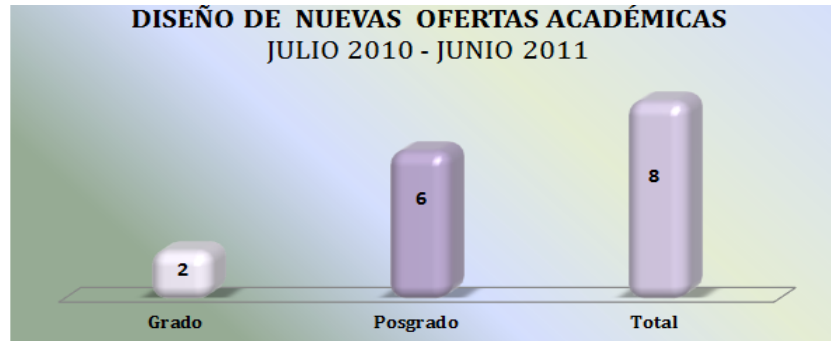 DISEÑO DE NUEVAS OFERTAS ACADÉMICAS
JULIO 2010 - JUNIO 2011
8
6
2
Grado Posgrado Total